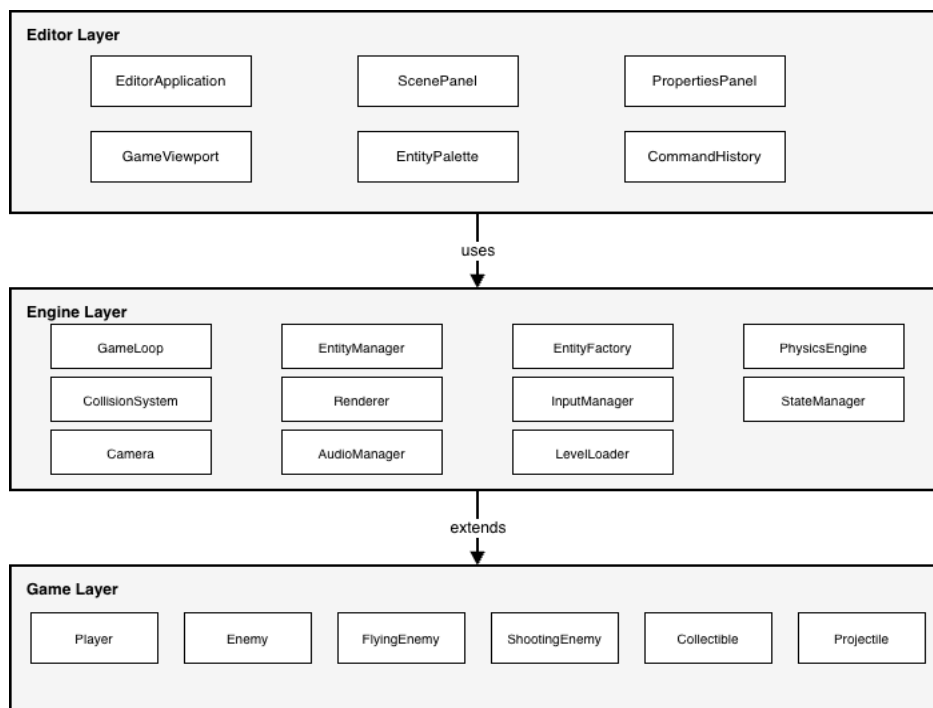 Editor Layer
EditorApplication
ScenePanel
PropertiesPanel
GameViewport
EntityPalette
CommandHistory
uses
Engine Layer
GameLoop
EntityManager
EntityFactory
PhysicsEngine
CollisionSystem
Renderer
InputManager
StateManager
Camera
AudioManager
LevelLoader
extends
Game Layer
Player
Enemy
FlyingEnemy
ShootingEnemy
Collectible
Projectile